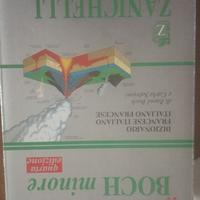 BOCH minore
quarta
edizione
DIZIONARIO
FRANCESE ITALIANO
ITALIANO FRANCESE
di Raoul Boch
e Carla Salvioni
Z
ZANICHELLI